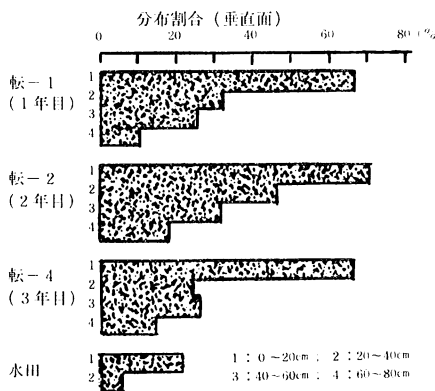 分布割合（垂直面）
0 20 40 60 80 (%
転－1
(1年目)
1
2
3
4
転－2
(2年目)
1
2
3
4
転－4
(3年目)
1
2
3
4
水田
1
2
1：0～20cm； 2：20～40cm
3：40～60cm； 4：60～80cm